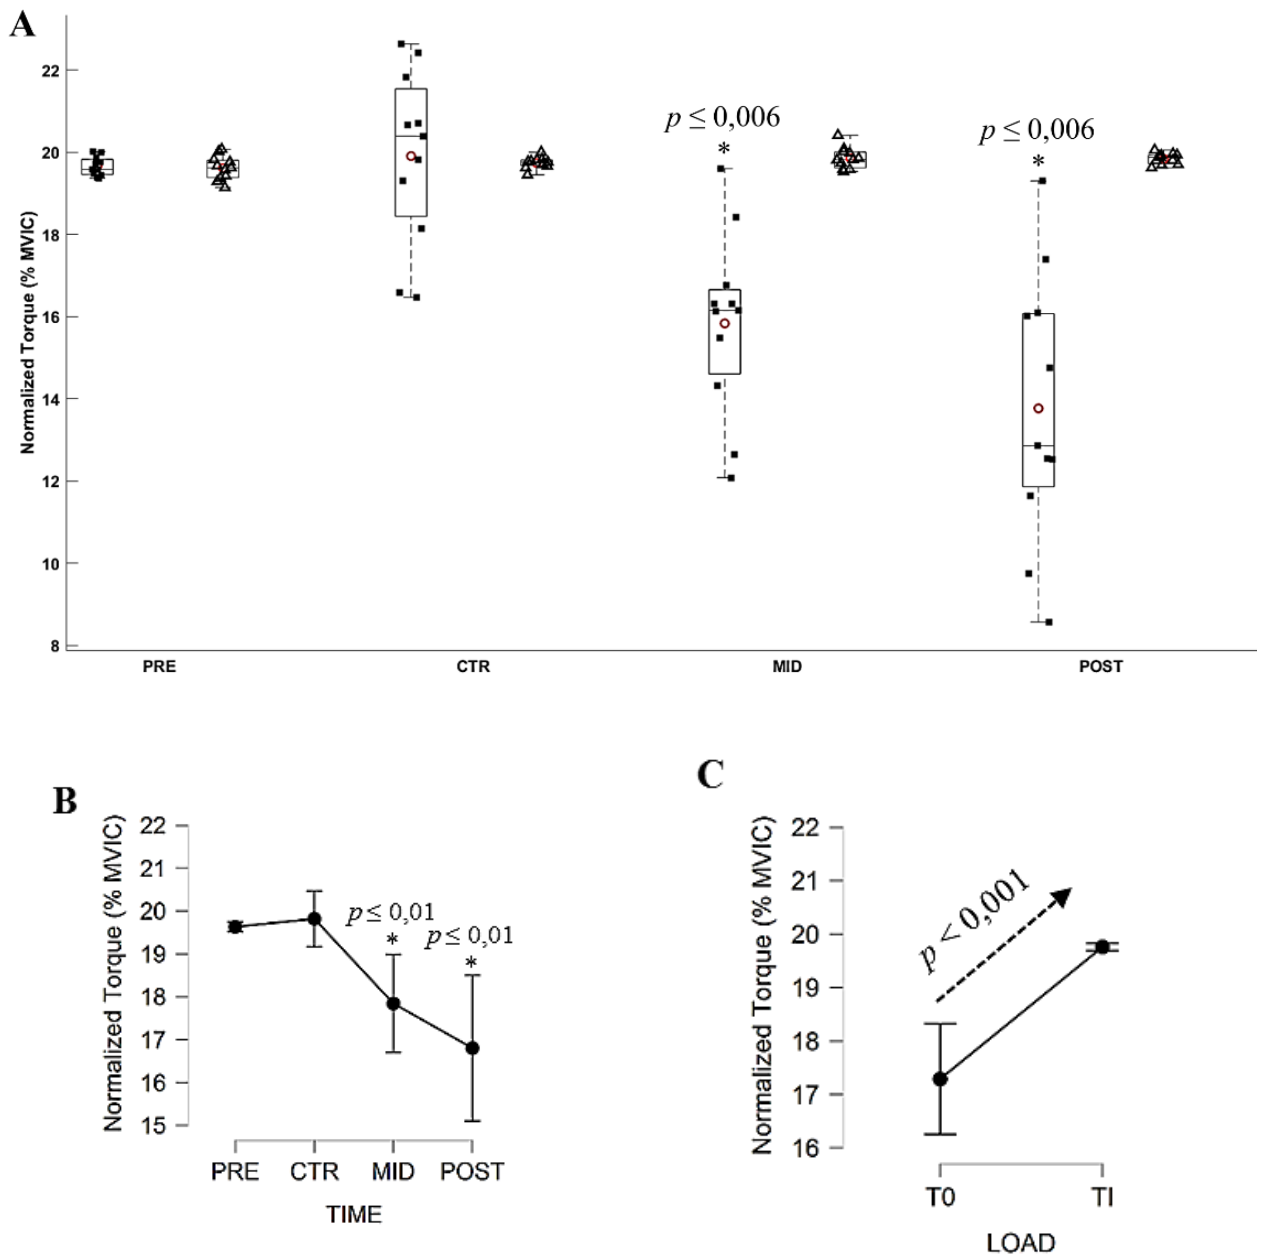 A
Normalized Torque (% MVIC)
22
20
18
16
14
12
10
8
p ≤ 0,006
*
p ≤ 0,006
*
PRE CTR MID POST
B
Normalized Torque (% MVIC)
22
21
20
19
18
17
16
15
p ≤ 0,01
*
p ≤ 0,01
*
PRE CTR MID POST
TIME
C
Normalized Torque (% MVIC)
22
21
20
19
18
17
16
p < 0,001
T0 TI
LOAD